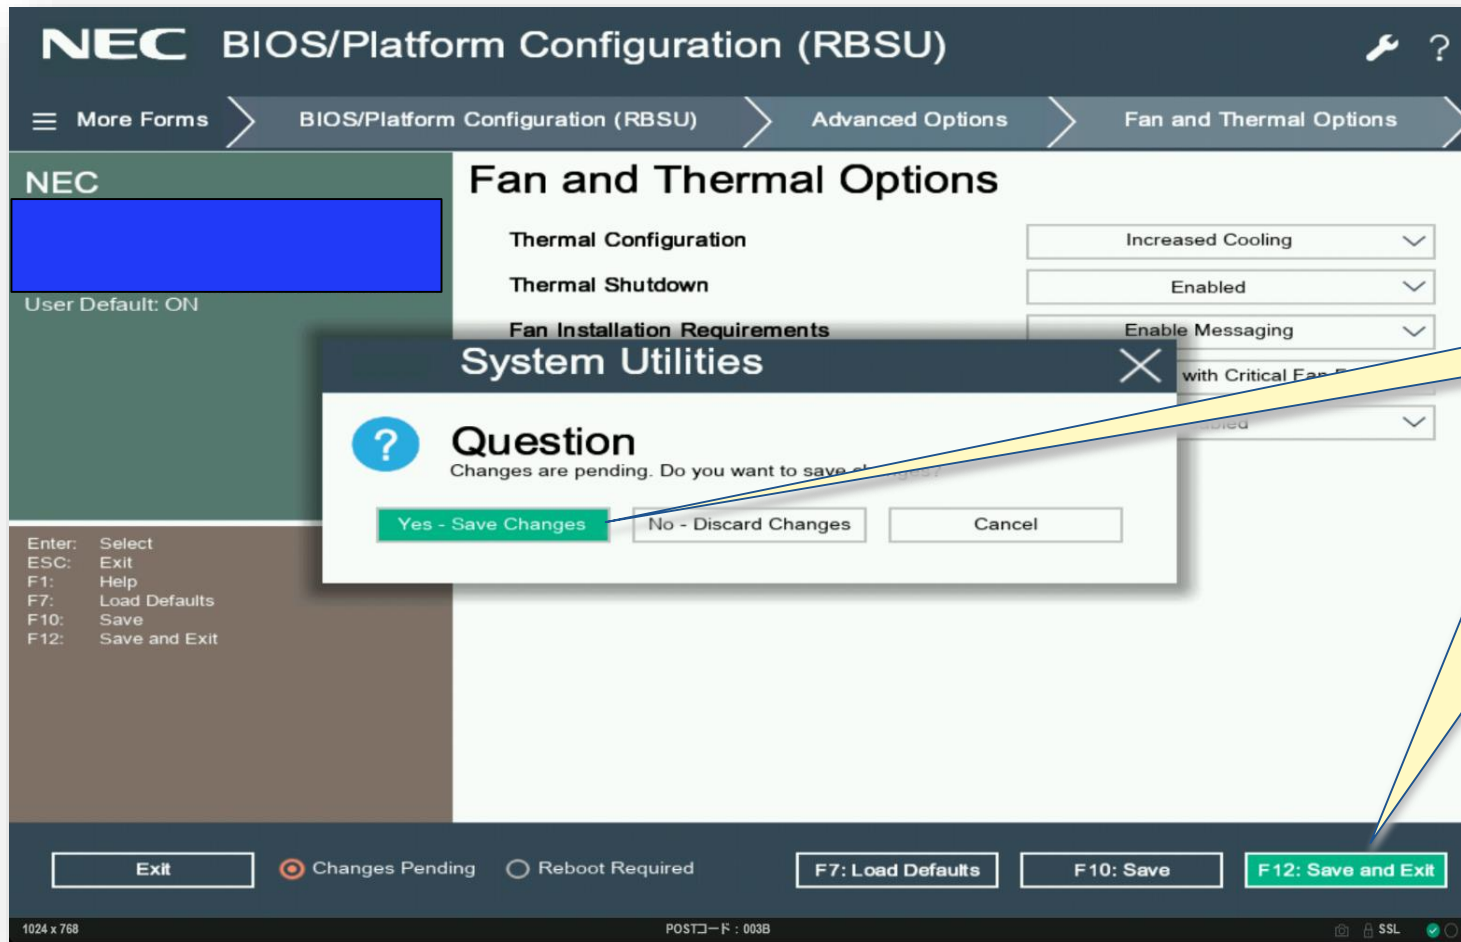 NEC BIOS/Platform Configuration (RBSU) ?
More Forms BIOS/Platform Configuration (RBSU) Advanced Options Fan and Thermal Options
NEC
User Default: ON
Fan and Thermal Options
Thermal Configuration Increased Cooling
Thermal Shutdown Enabled
Fan Installation Requirements Enable Messaging
with Critical Fan
System Utilities
?
Question
Changes are pending. Do you want to save changes?
Yes - Save Changes No - Discard Changes Cancel
Enter: Select
ESC: Exit
F1: Help
F7: Load Defaults
F10: Save
F12: Save and Exit
Exit Changes Pending Reboot Required F7: Load Defaults F10: Save F12: Save and Exit
1024 x 768 POSTコード : 003B SSL